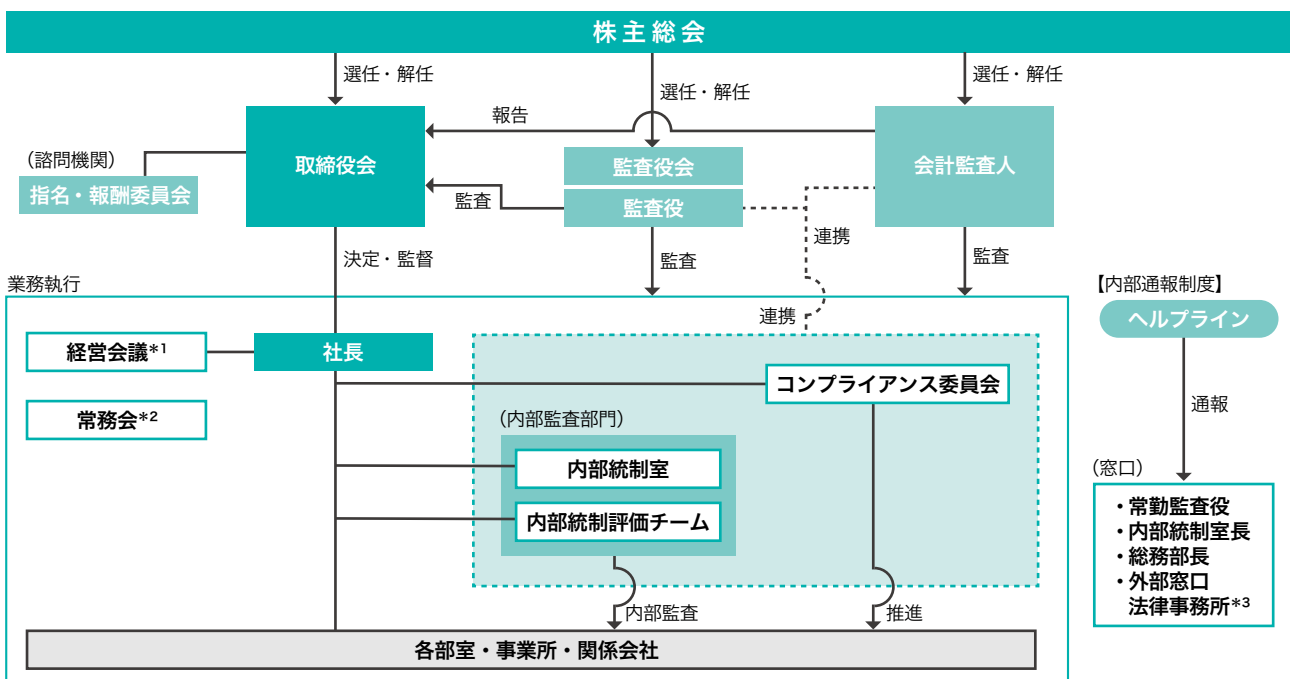 株主総会
選任・解任
選任・解任
選任・解任
報告
(諮問機関)
指名・報酬委員会
取締役会
監査役会
監査役
会計監査人
監査
連携
決定・監督
監査
監査
業務執行
連携
経営会議*1
社長
常務会*2
コンプライアンス委員会
(内部監査部門)
内部統制室
内部統制評価チーム
内部監査
推進
各部室・事業所・関係会社
【内部通報制度】
ヘルプライン
通報
(窓口)
・常勤監査役
・内部統制室長
・総務部長
・外部窓口
法律事務所*3